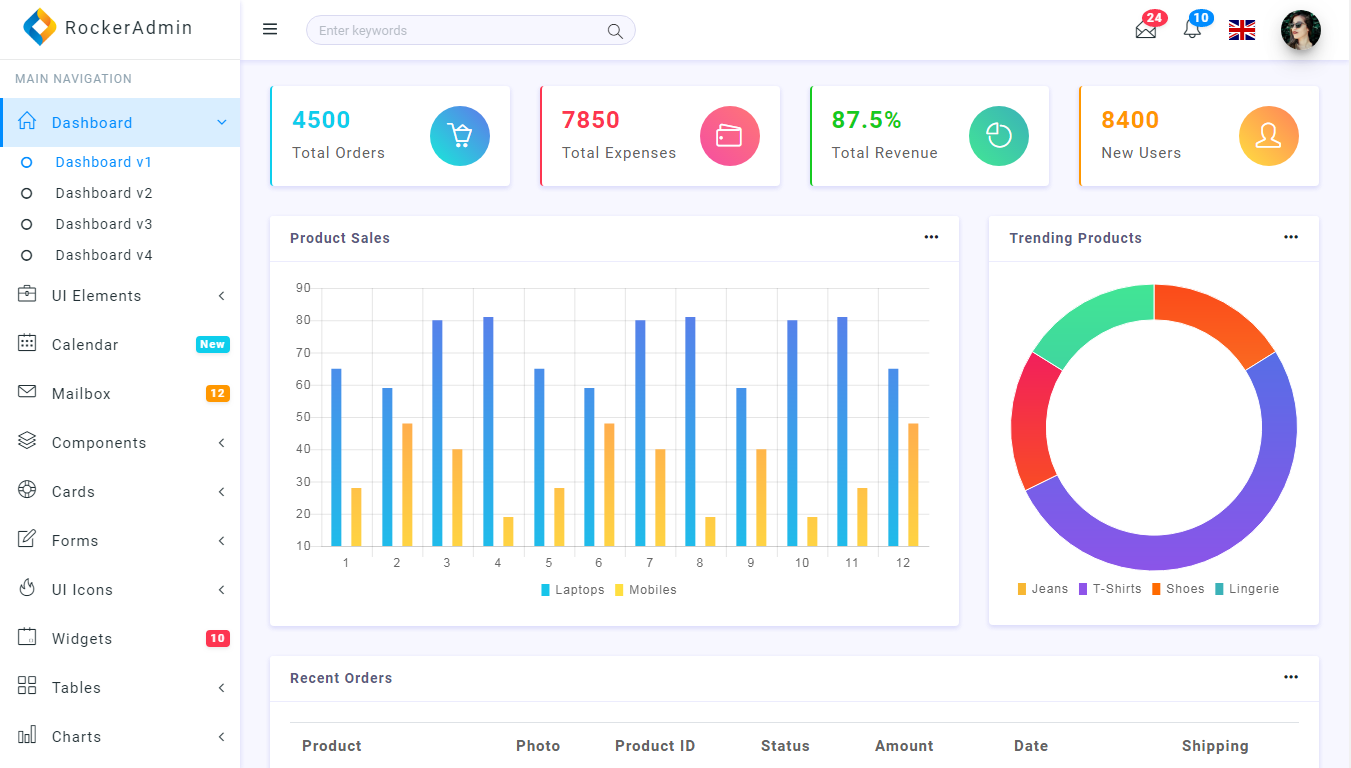 RockerAdmin
Enter keywords
24
10
MAIN NAVIGATION
Dashboard
Dashboard v1
Dashboard v2
Dashboard v3
Dashboard v4
UI Elements
Calendar New
Mailbox 12
Components
Cards
Forms
UI Icons
Widgets 10
Tables
Charts
4500
Total Orders
7850
Total Expenses
87.5%
Total Revenue
8400
New Users
Product Sales
90
80
70
60
50
40
30
20
10
1 2 3 4 5 6 7 8 9 10 11 12
Laptops Mobiles
Trending Products
Jeans T-Shirts Shoes Lingerie
Recent Orders
Product Photo Product ID Status Amount Date Shipping